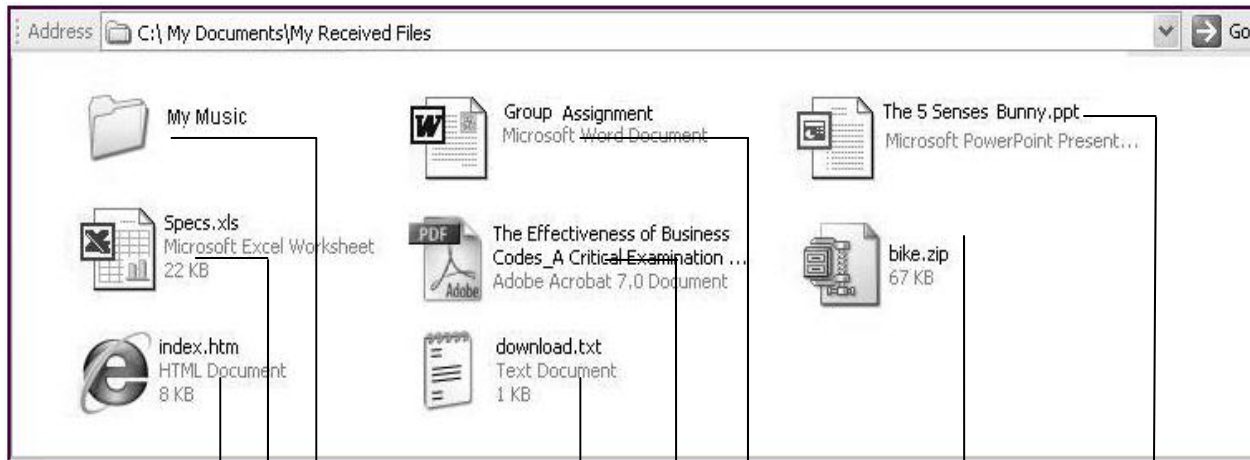 Address C:\ My Documents\My Received Files Go
My Music
Group Assignment
Microsoft Word Document
The 5 Senses Bunny.ppt
Microsoft PowerPoint Present...
Specs.xls
Microsoft Excel Worksheet
22 KB
PDF
Adobe
The Effectiveness of Business
Codes_A Critical Examination ...
Adobe Acrobat 7.0 Document
bike.zip
67 KB
index.htm
HTML Document
8 KB
download.txt
Text Document
1 KB